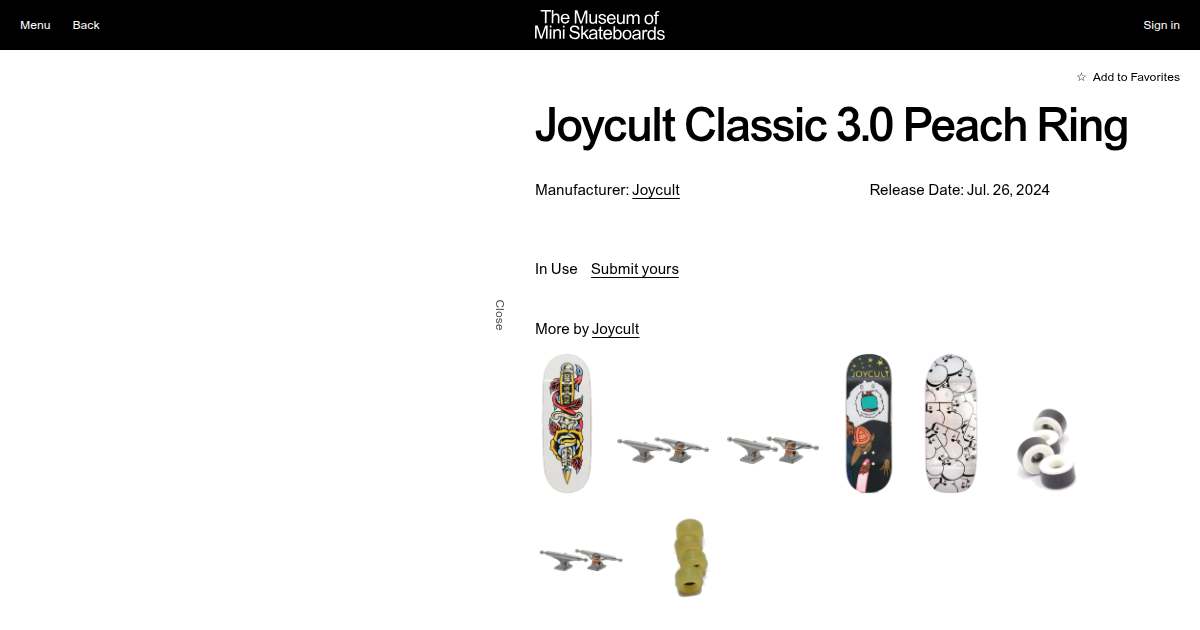 Menu
Back
The Museum of
Mini Skateboards
Sign in
☆ Add to Favorites
Joycult Classic 3.0 Peach Ring
Manufacturer: Joycult
Release Date: Jul. 26, 2024
In Use
Submit yours
Close
More by Joycult
JOYCULT